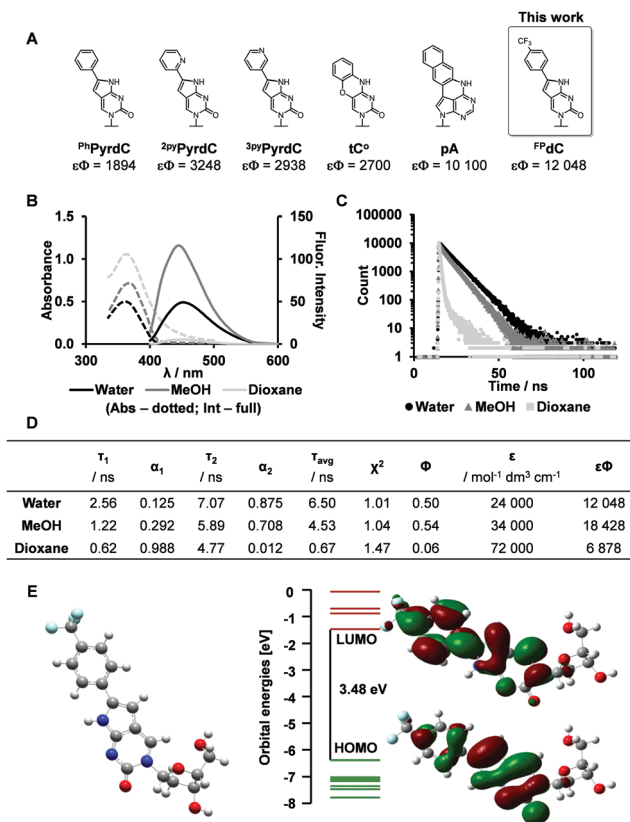 This work
A
CF3
NH
N
N
O
N
NH
N
N
O
N
NH
N
N
O
NH
O
N
N
O
NH
N
N
N
NH
N
N
O
PhPyrdC
2pyPyrdC
3pyPyrdC
tCo
pA
FPdC
εΦ = 1894
εΦ = 3248
εΦ = 2938
εΦ = 2700
εΦ = 10 100
εΦ = 12 048
B
Absorbance
1.5
1.0
0.5
0.0
150
100
50
0
Fluor. Intensity
300
400
500
600
λ / nm
Water
MeOH
Dioxane
(Abs – dotted; Int – full)
C
Count
100000
10000
1000
100
10
1
0
50
100
Time / ns
Water
MeOH
Dioxane
D
τ1 / ns α1 τ2 / ns α2 τavg / ns χ2 Φ ε / mol-1 dm3 cm-1 εΦ
Water 2.56 0.125 7.07 0.875 6.50 1.01 0.50 24 000 12 048
MeOH 1.22 0.292 5.89 0.708 4.53 1.04 0.54 34 000 18 428
Dioxane 0.62 0.988 4.77 0.012 0.67 1.47 0.06 72 000 6 878
E
Orbital energies [eV]
0
-1
-2
-3
-4
-5
-6
-7
-8
LUMO
3.48 eV
HOMO